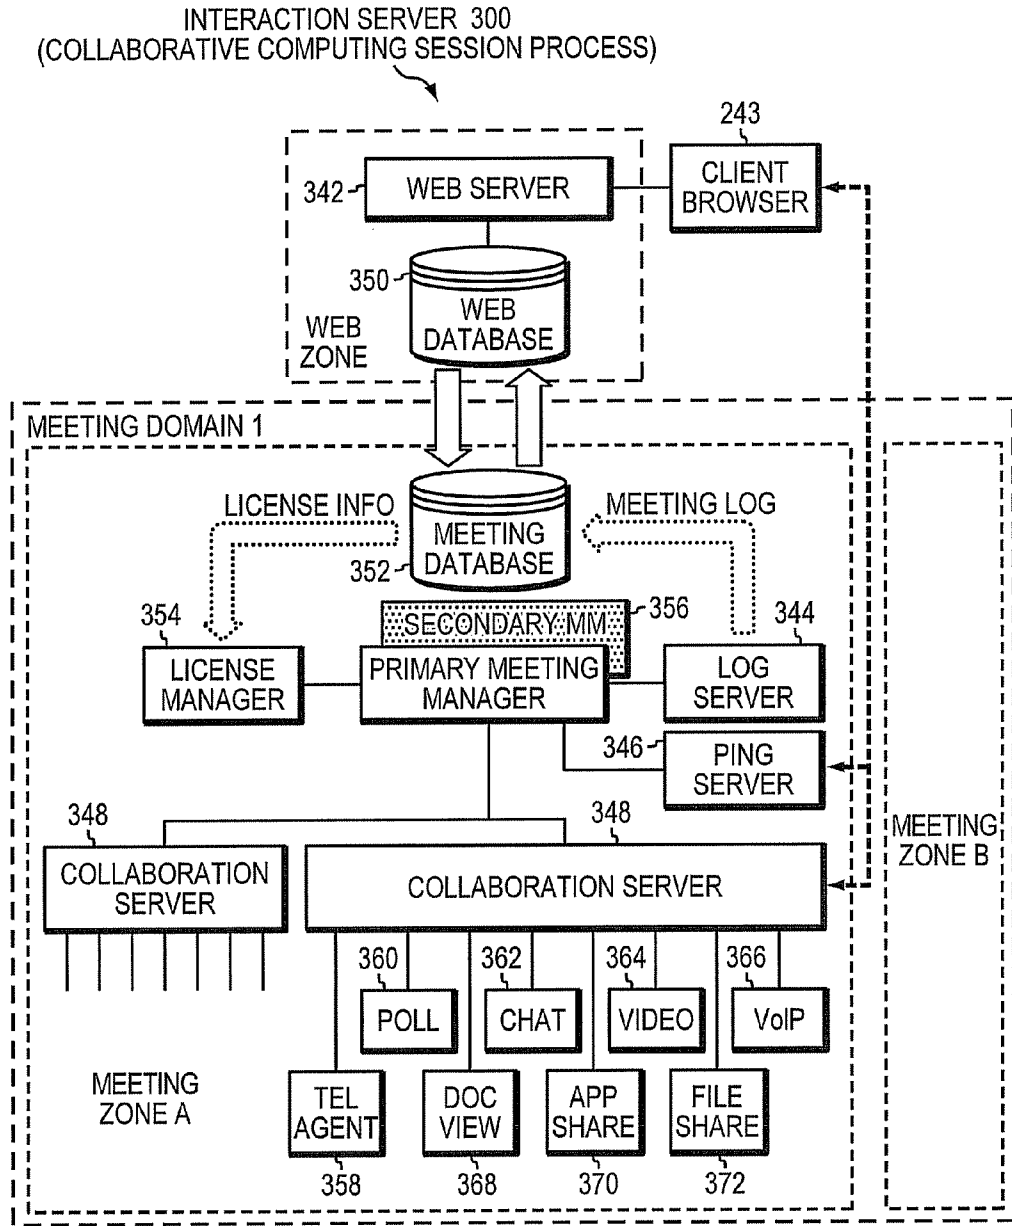 INTERACTION SERVER 300
(COLLABORATIVE COMPUTING SESSION PROCESS)
243
342
WEB SERVER
CLIENT
BROWSER
350
WEB
DATABASE
WEB
ZONE
MEETING DOMAIN 1
LICENSE INFO
MEETING LOG
MEETING
DATABASE
352
354
356
344
SECONDARY MM
LICENSE
MANAGER
PRIMARY MEETING
MANAGER
LOG
SERVER
346
PING
SERVER
348
348
MEETING
ZONE B
COLLABORATION
SERVER
COLLABORATION SERVER
360
362
364
366
POLL
CHAT
VIDEO
VoIP
MEETING
ZONE A
TEL
AGENT
DOC
VIEW
APP
SHARE
FILE
SHARE
358
368
370
372